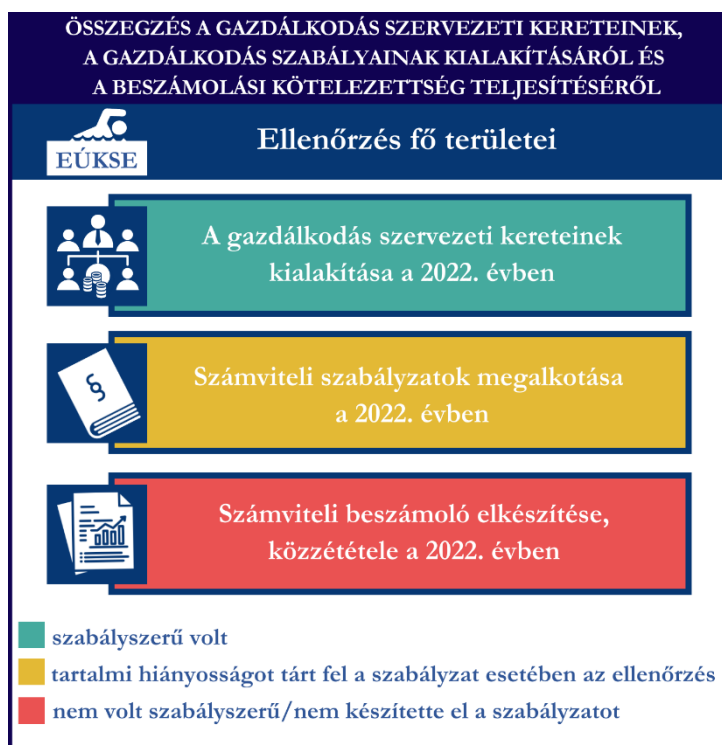 ÖSSZEGZÉS A GAZDÁLKODÁS SZERVEZETI KERETEINEK,
A GAZDÁLKODÁS SZABÁLYAINAK KIALAKÍTÁSÁRÓL ÉS
A BESZÁMOLÁSI KÖTELEZETTSÉG TELJESÍTÉSÉRŐL
EÚKSE
Ellenőrzés fő területei
A gazdálkodás szervezeti kereteinek
kialakítása a 2022. évben
§
Számviteli szabályzatok megalkotása
a 2022. évben
Számviteli beszámoló elkészítése,
közzététele a 2022. évben
szabályszerű volt
tartalmi hiányosságot tárt fel a szabályzat esetében az ellenőrzés
nem volt szabályszerű/nem készítette el a szabályzatot